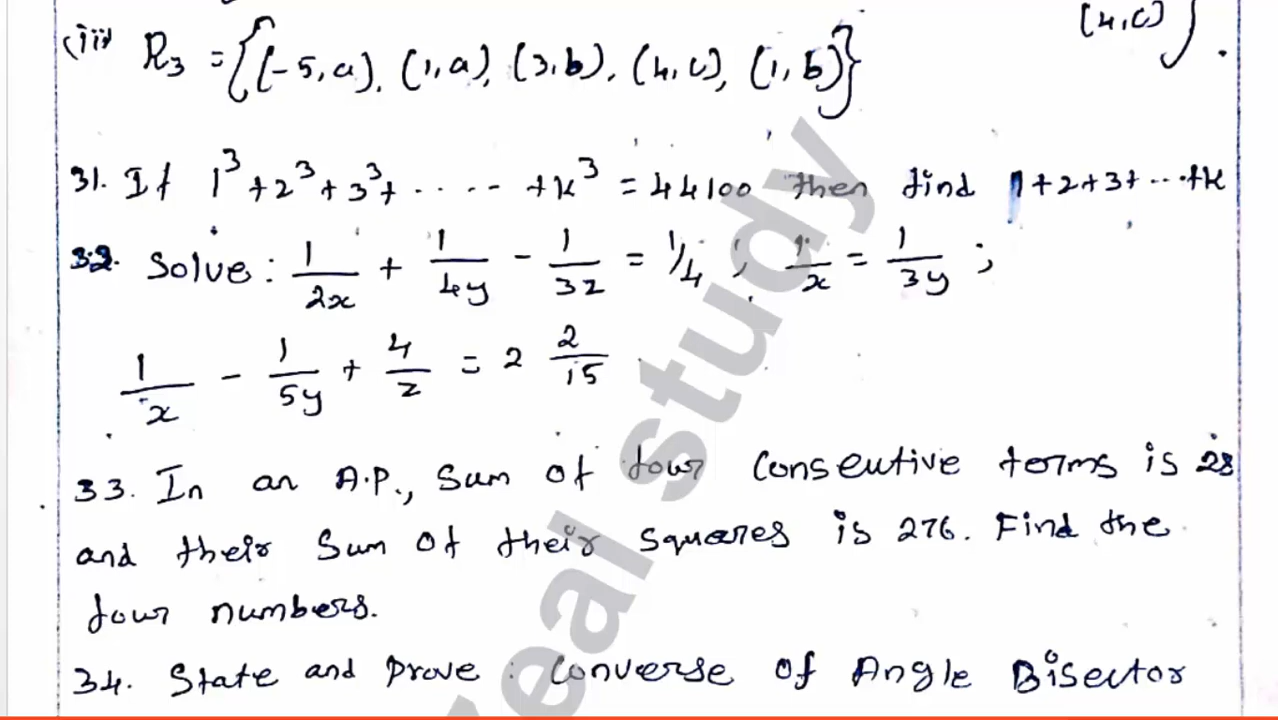 (4,c)}.
(iii) R₃ = {(-5,a), (1,a), (3,b), (4,c), (1,b)}
31. If 1³+2³+3³+.....+k³ = 44100 then find 1+2+3+...+k
32. Solve: 1/2x + 1/4y - 1/3z = 1/4 ; 1/x = 1/3y ;
1/x - 1/5y + 4/z = 2 2/15
33. In an A.P., Sum of four Conseutive terms is 28
and their Sum of their squares is 276. Find the
four numbers.
34. State and prove : Converse of Angle Bisector
Zeal study